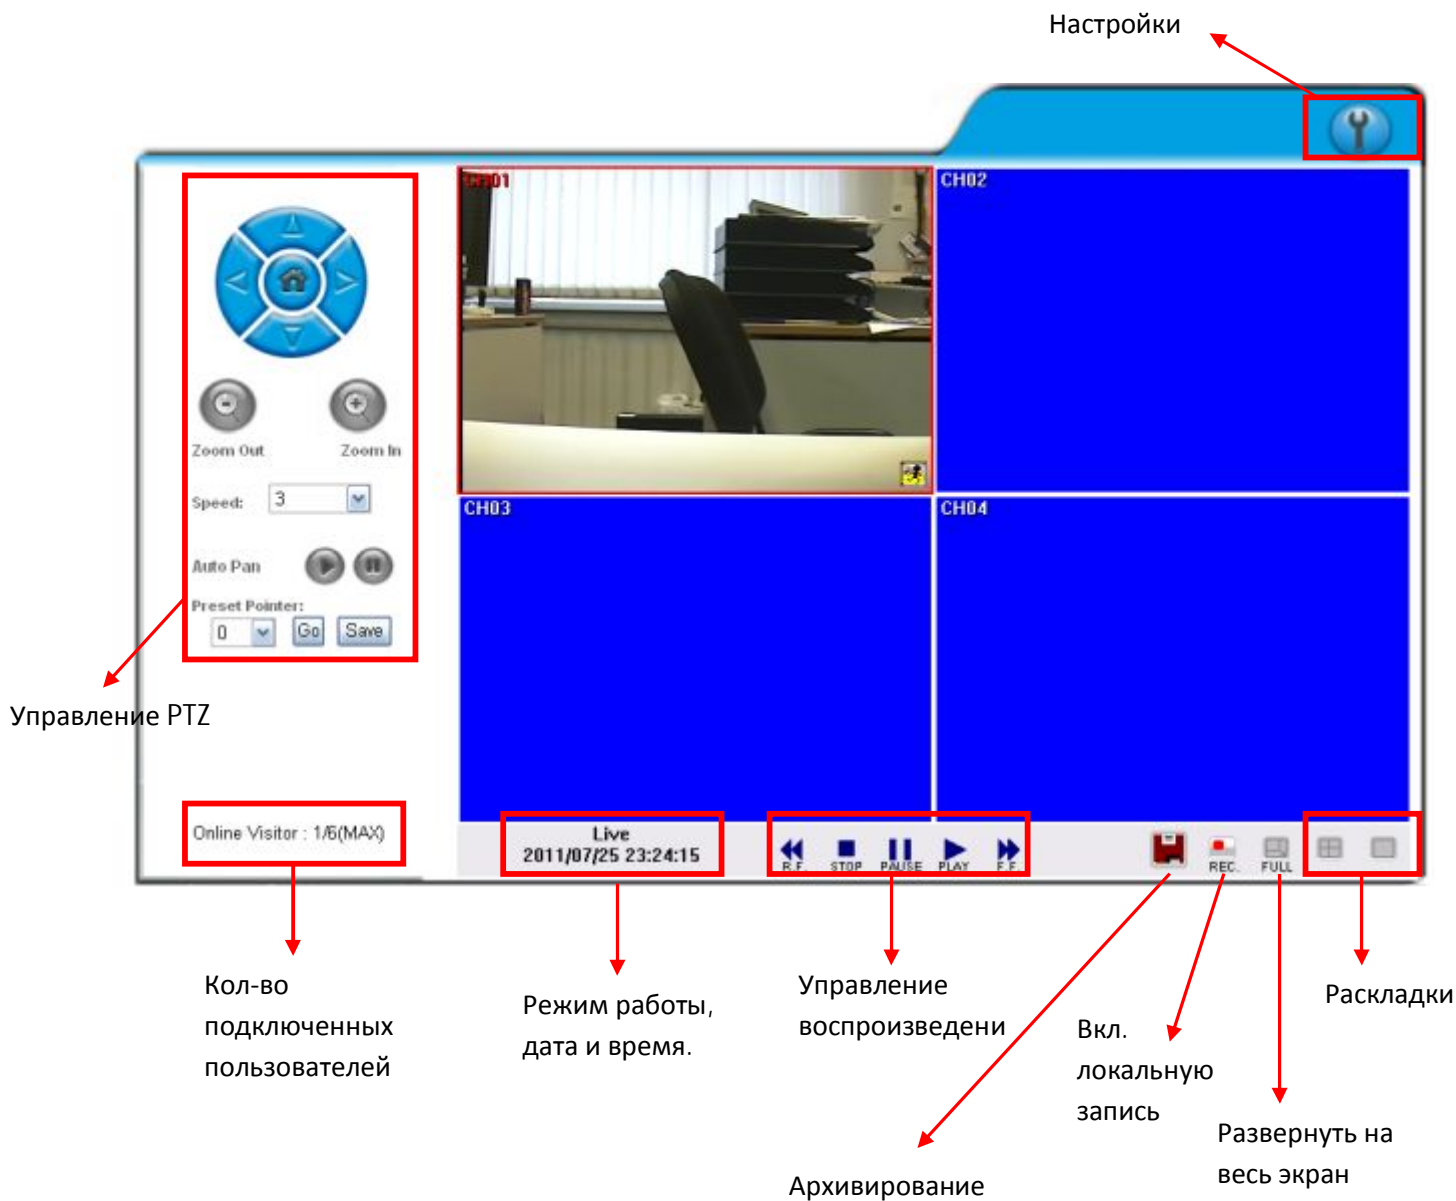 Настройки
CH01
CH02
Zoom Out
Zoom In
Speed:
3
Auto Pan
Preset Pointer:
0
Go
Save
CH03
CH04
Управление PTZ
Online Visitor : 1/6(MAX)
Live
2011/07/25 23:24:15
R.F.
STOP
PAUSE
PLAY
F.F.
REC.
FULL
Кол-во
подключенных
пользователей
Режим работы,
дата и время.
Управление
воспроизведени
Вкл.
локальную
запись
Раскладки
Развернуть на
весь экран
Архивирование